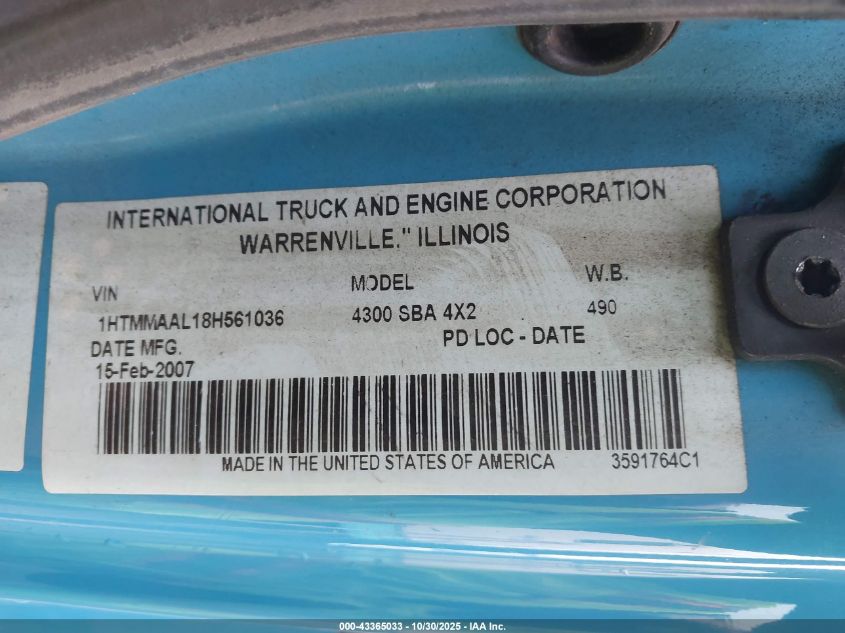 INTERNATIONAL TRUCK AND ENGINE CORPORATION
WARRENVILLE." ILLINOIS
VIN MODEL W.B.
1HTMMAAL18H561036 4300 SBA 4X2 490
DATE MFG. PD LOC - DATE
15-Feb-2007
MADE IN THE UNITED STATES OF AMERICA 3591764C1
000-43365033 - 10/30/2025 - IAA Inc.